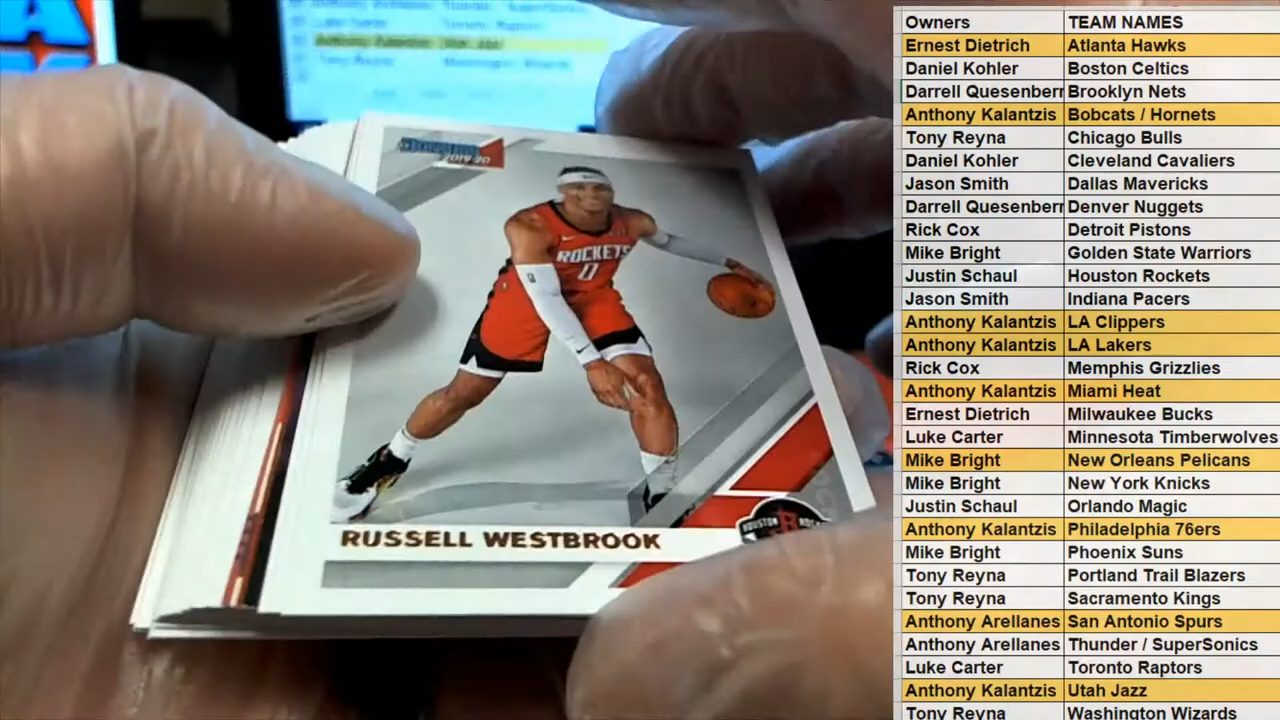 2019-20
ROCKETS
0
RUSSELL WESTBROOK
HOUSTON
Owners TEAM NAMES
Ernest Dietrich Atlanta Hawks
Daniel Kohler Boston Celtics
Darrell Quesenberr Brooklyn Nets
Anthony Kalantzis Bobcats / Hornets
Tony Reyna Chicago Bulls
Daniel Kohler Cleveland Cavaliers
Jason Smith Dallas Mavericks
Darrell Quesenberr Denver Nuggets
Rick Cox Detroit Pistons
Mike Bright Golden State Warriors
Justin Schaul Houston Rockets
Jason Smith Indiana Pacers
Anthony Kalantzis LA Clippers
Anthony Kalantzis LA Lakers
Rick Cox Memphis Grizzlies
Anthony Kalantzis Miami Heat
Ernest Dietrich Milwaukee Bucks
Luke Carter Minnesota Timberwolves
Mike Bright New Orleans Pelicans
Mike Bright New York Knicks
Justin Schaul Orlando Magic
Anthony Kalantzis Philadelphia 76ers
Mike Bright Phoenix Suns
Tony Reyna Portland Trail Blazers
Tony Reyna Sacramento Kings
Anthony Arellanes San Antonio Spurs
Anthony Arellanes Thunder / SuperSonics
Luke Carter Toronto Raptors
Anthony Kalantzis Utah Jazz
Tony Reyna Washington Wizards